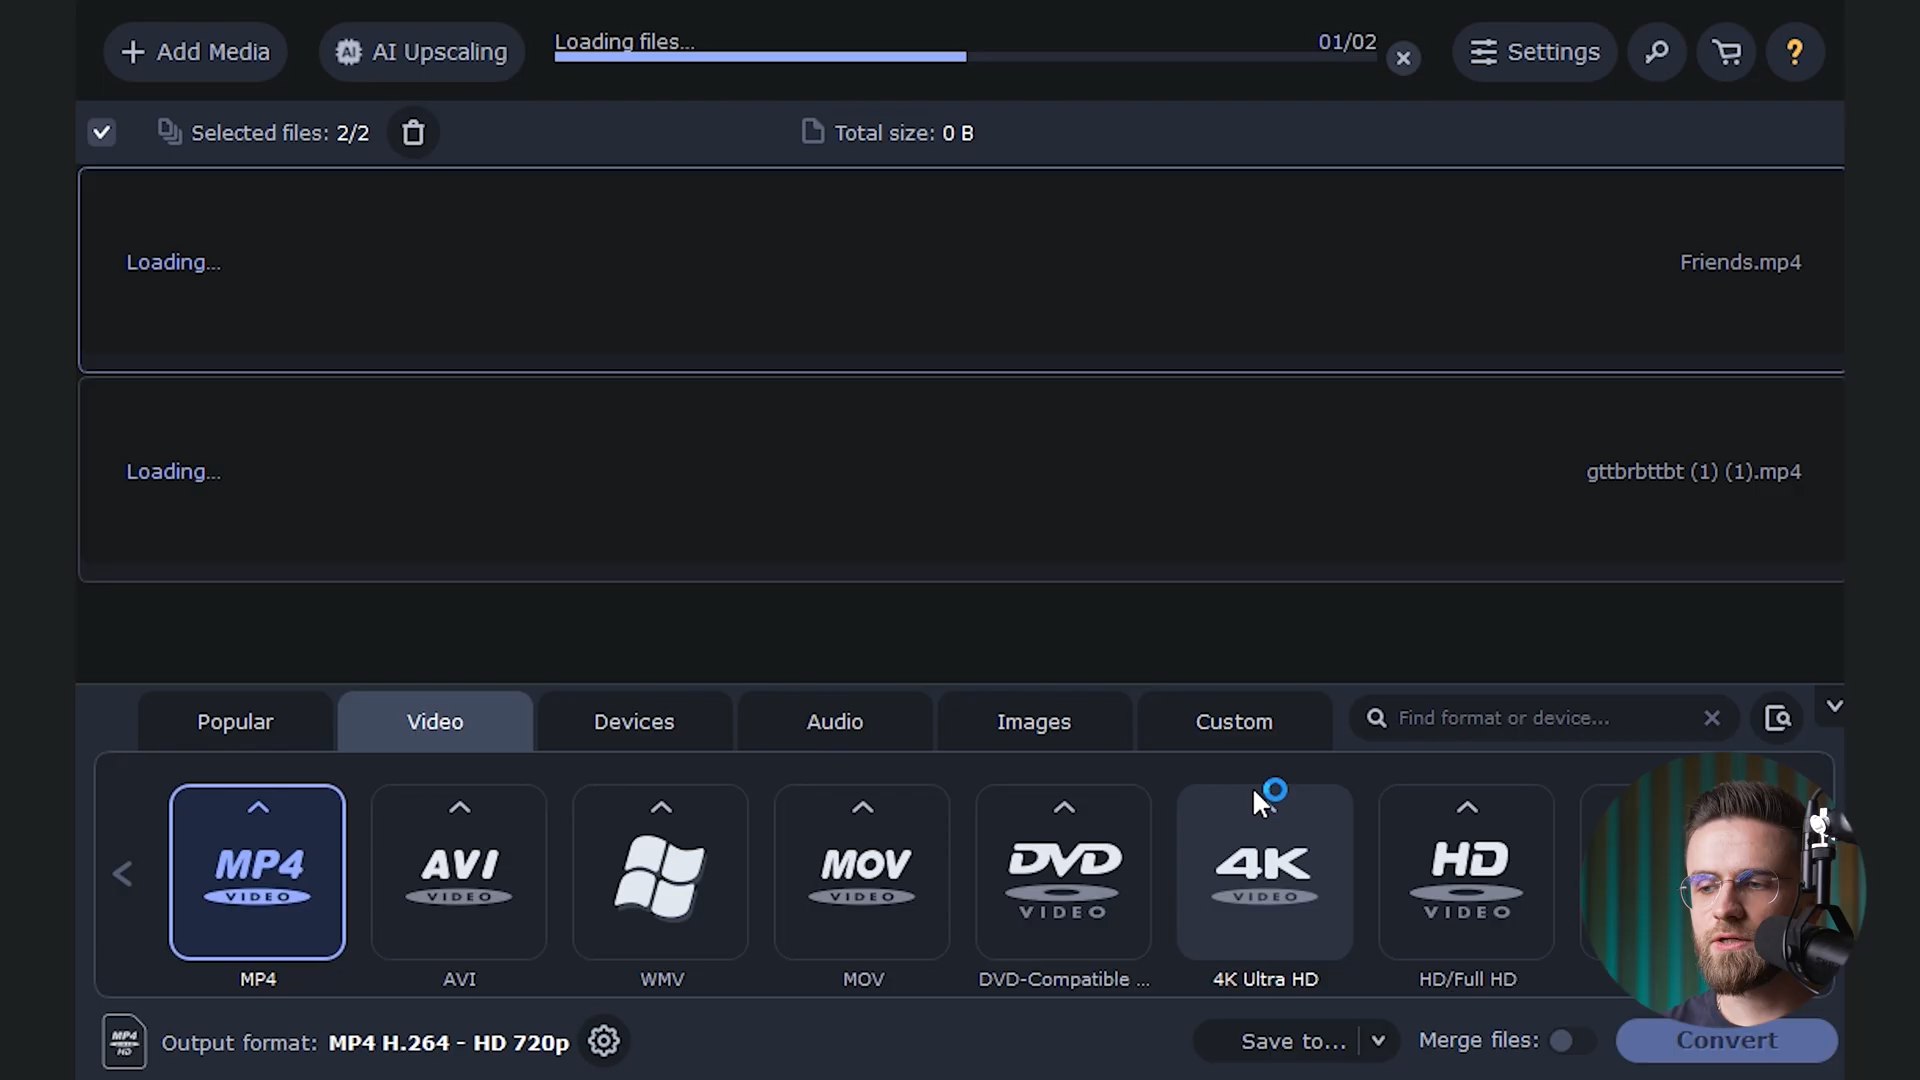 Add Media
AI Upscaling
Loading files...
01/02
Settings
?
Selected files: 2/2
Total size: 0 B
Loading...
Friends.mp4
Loading...
gttbrbttbt (1) (1).mp4
Popular
Video
Devices
Audio
Images
Custom
Find format or device...
MP4
VIDEO
AVI
VIDEO
MOV
VIDEO
DVD
VIDEO
4K
VIDEO
HD
VIDEO
MP4
AVI
WMV
MOV
DVD-Compatible ...
4K Ultra HD
HD/Full HD
MP4
HD
Output format: MP4 H.264 - HD 720p
Save to...
Merge files:
Convert